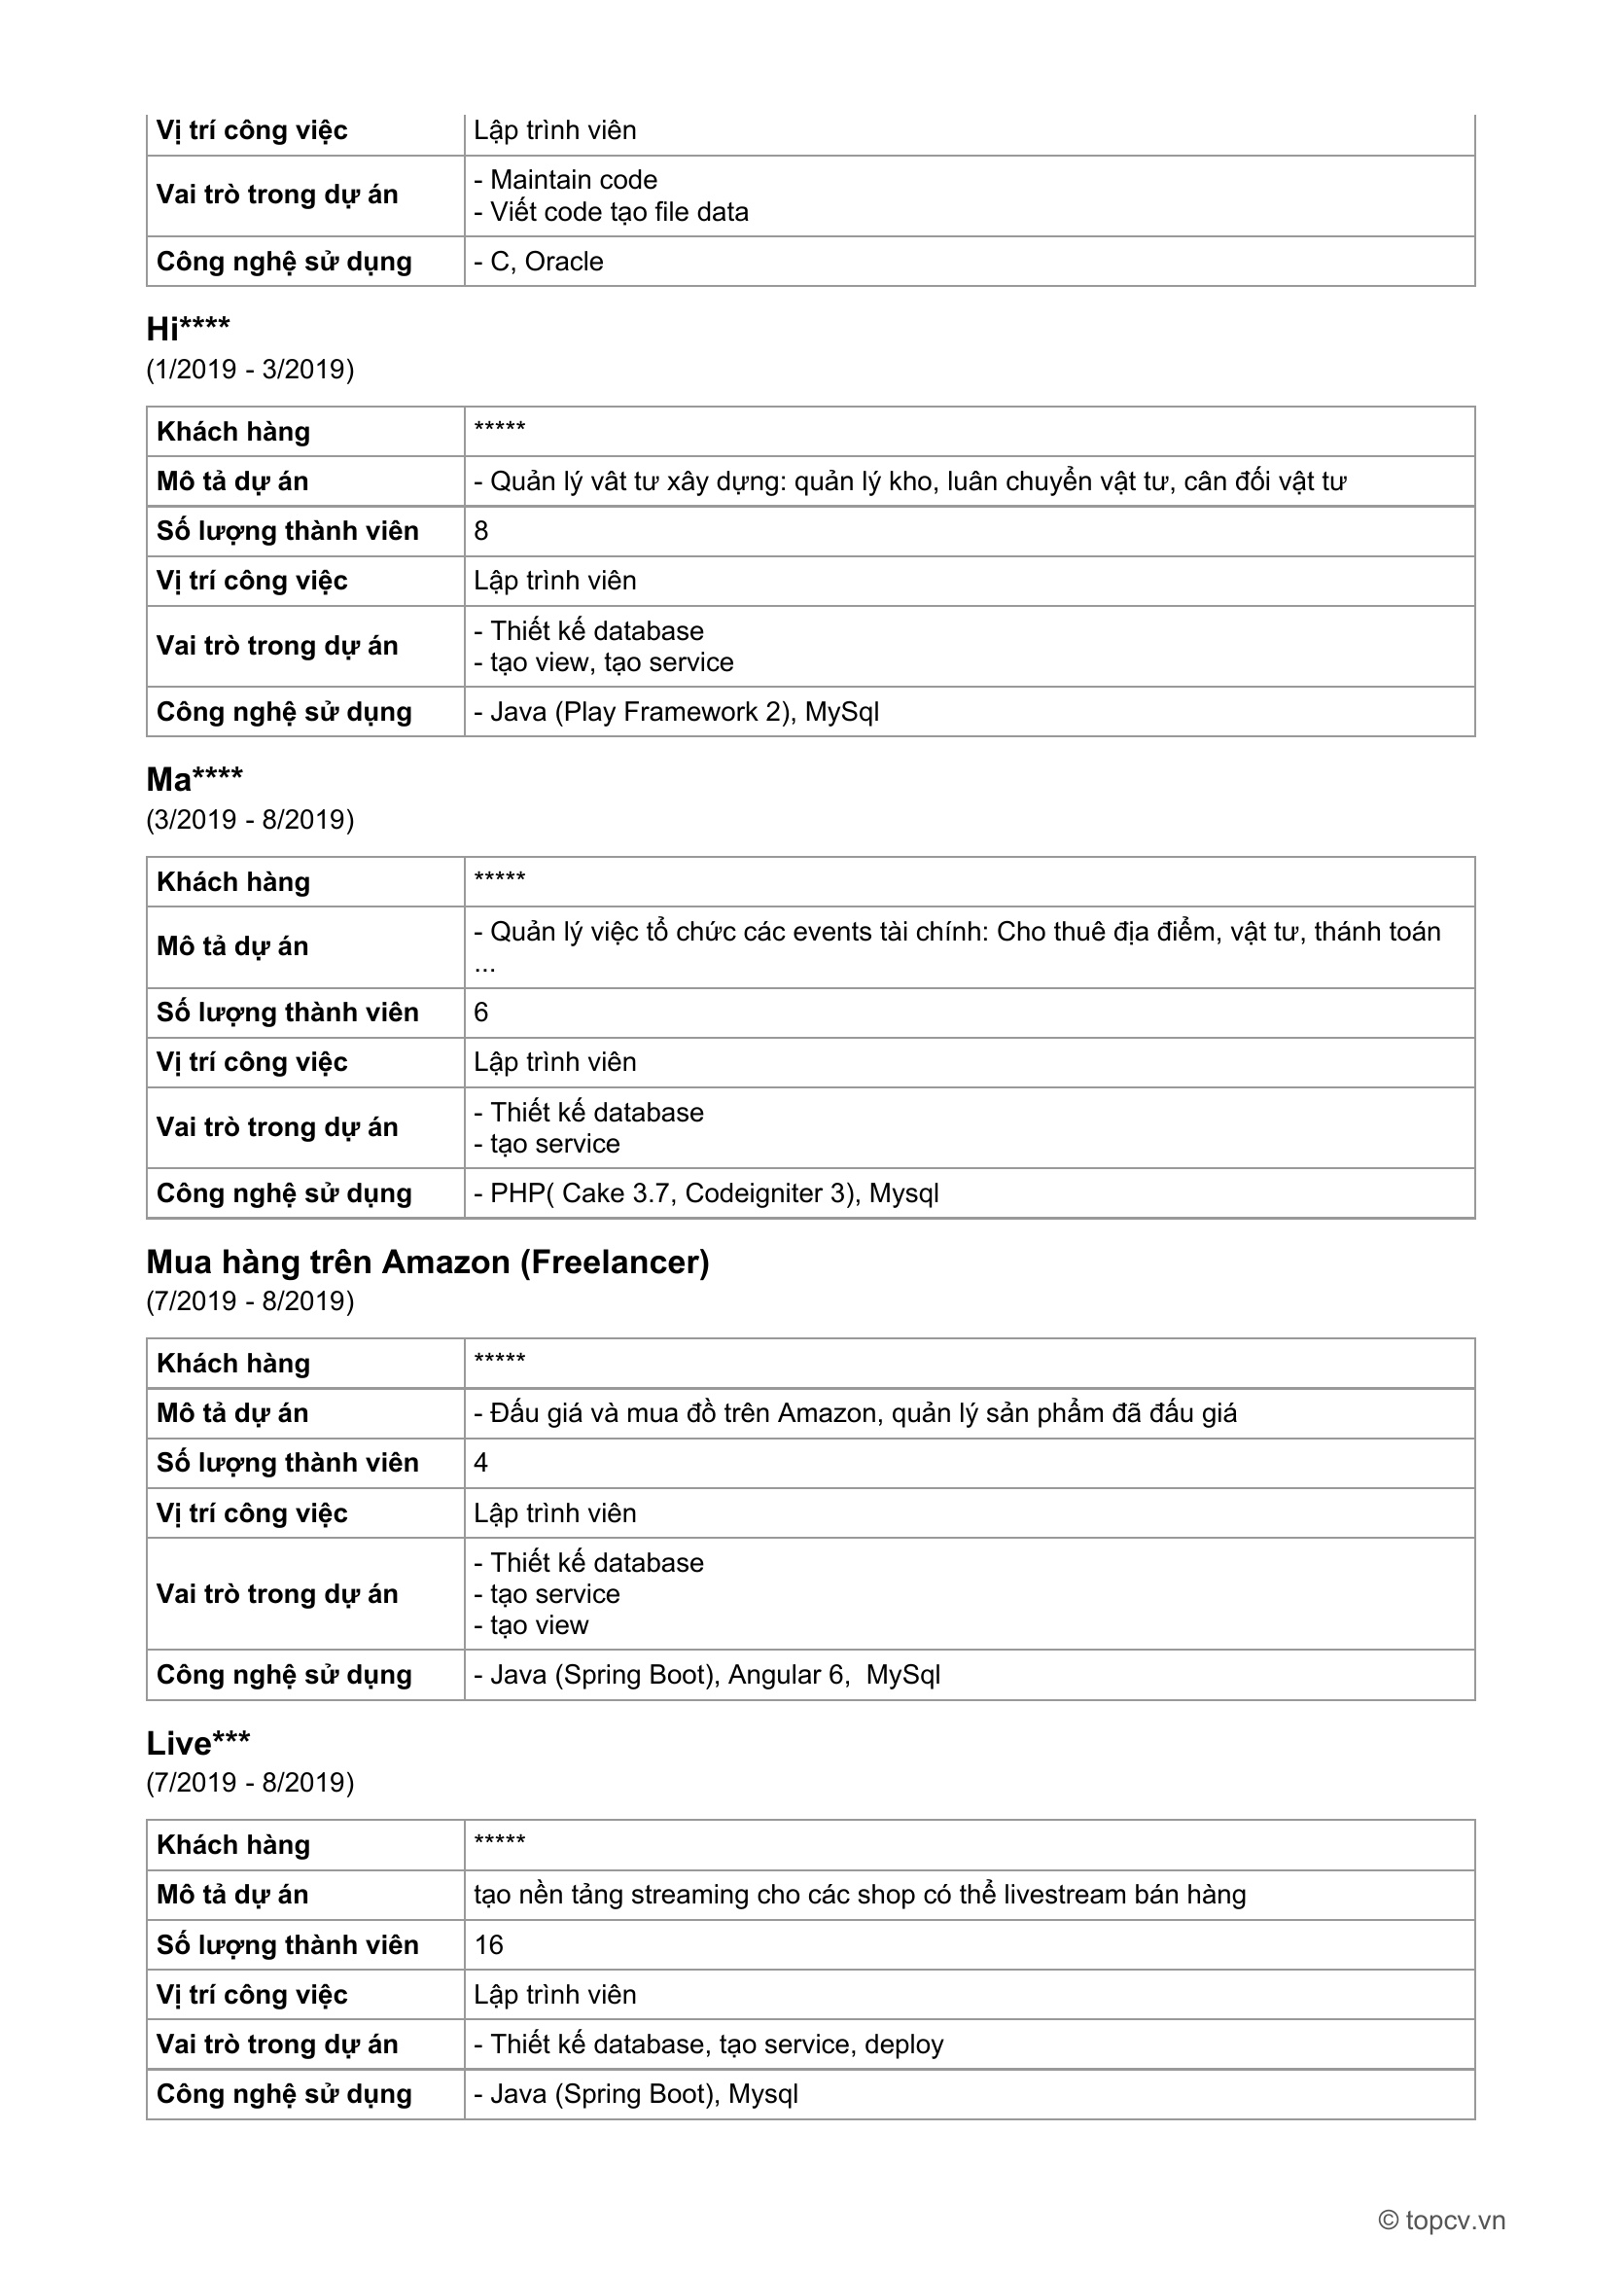 Vị trí công việc Lập trình viên
Vai trò trong dự án - Maintain code
- Viết code tạo file data
Công nghệ sử dụng - C, Oracle
Hi****
(1/2019 - 3/2019)
Khách hàng *****
Mô tả dự án - Quản lý vât tư xây dựng: quản lý kho, luân chuyển vật tư, cân đối vật tư
Số lượng thành viên 8
Vị trí công việc Lập trình viên
Vai trò trong dự án - Thiết kế database
- tạo view, tạo service
Công nghệ sử dụng - Java (Play Framework 2), MySql
Ma****
(3/2019 - 8/2019)
Khách hàng *****
Mô tả dự án - Quản lý việc tổ chức các events tài chính: Cho thuê địa điểm, vật tư, thánh toán
...
Số lượng thành viên 6
Vị trí công việc Lập trình viên
Vai trò trong dự án - Thiết kế database
- tạo service
Công nghệ sử dụng - PHP( Cake 3.7, Codeigniter 3), Mysql
Mua hàng trên Amazon (Freelancer)
(7/2019 - 8/2019)
Khách hàng *****
Mô tả dự án - Đấu giá và mua đồ trên Amazon, quản lý sản phẩm đã đấu giá
Số lượng thành viên 4
Vị trí công việc Lập trình viên
Vai trò trong dự án - Thiết kế database
- tạo service
- tạo view
Công nghệ sử dụng - Java (Spring Boot), Angular 6,  MySql
Live***
(7/2019 - 8/2019)
Khách hàng *****
Mô tả dự án tạo nền tảng streaming cho các shop có thể livestream bán hàng
Số lượng thành viên 16
Vị trí công việc Lập trình viên
Vai trò trong dự án - Thiết kế database, tạo service, deploy
Công nghệ sử dụng - Java (Spring Boot), Mysql
© topcv.vn